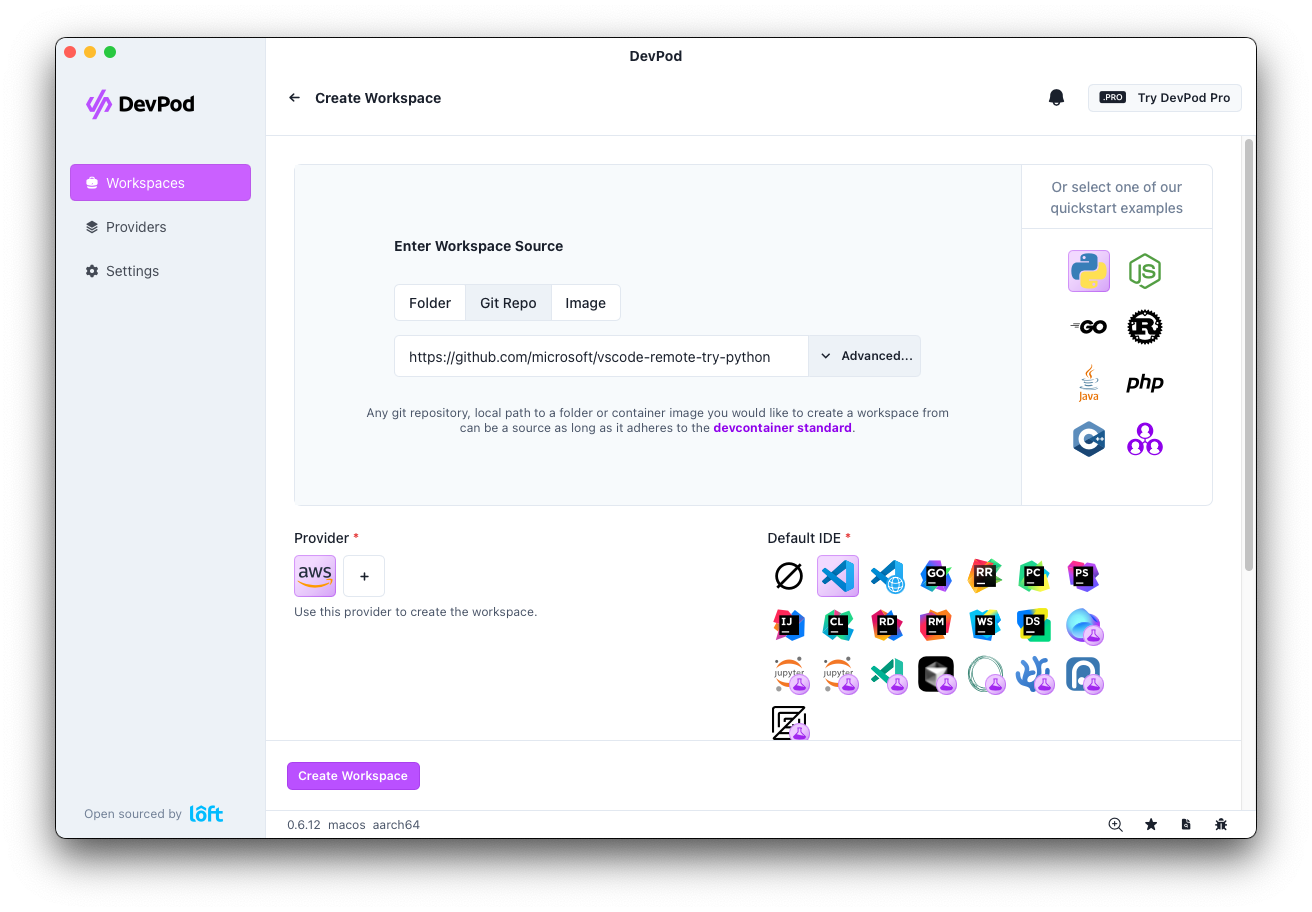 DevPod
DevPod
Create Workspace
.PRO Try DevPod Pro
Workspaces
Providers
Settings
Enter Workspace Source
Folder Git Repo Image
https://github.com/microsoft/vscode-remote-try-python Advanced...
Any git repository, local path to a folder or container image you would like to create a workspace from
can be a source as long as it adheres to the devcontainer standard.
Or select one of our
quickstart examples
JS
GO R
Java php
C++
Provider *
aws +
Use this provider to create the workspace.
Default IDE *
GO RR PC PS
IJ CL RD RM WS DS
jupyter jupyter
Create Workspace
Open sourced by loft
0.6.12 macos aarch64